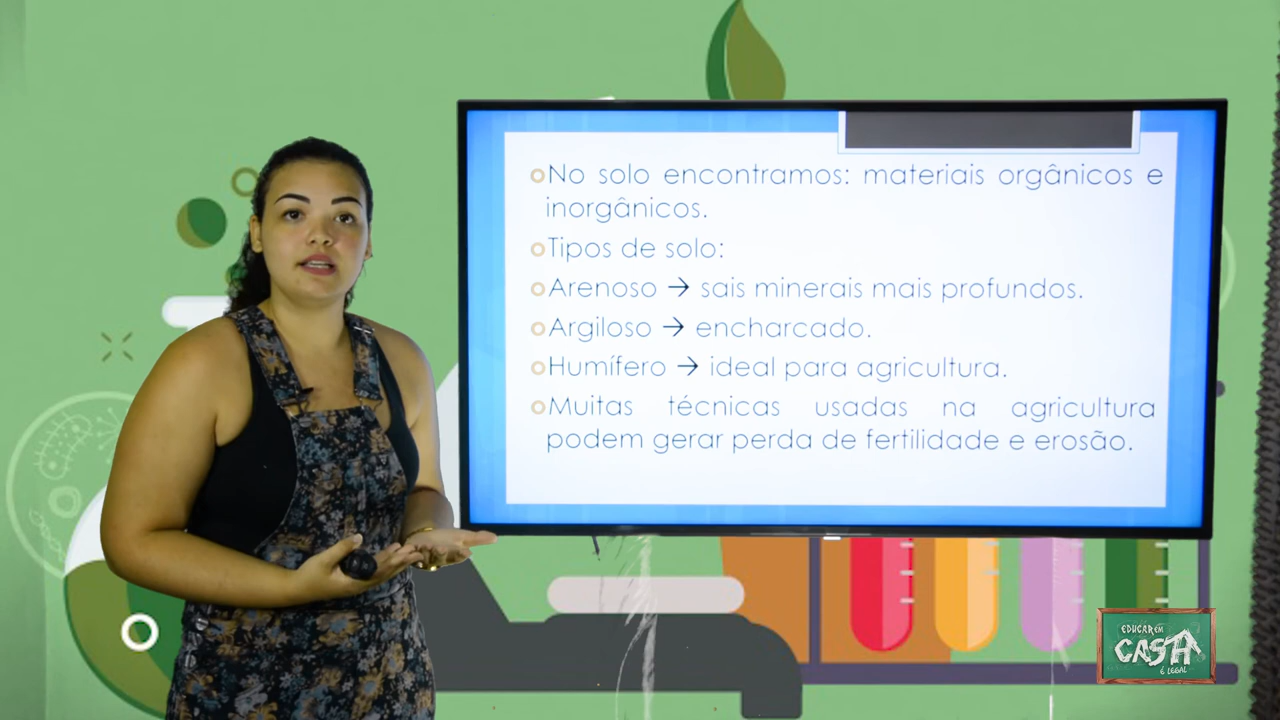 No solo encontramos: materiais orgânicos e
inorgânicos.
Tipos de solo:
Arenoso → sais minerais mais profundos.
Argiloso → encharcado.
Humífero → ideal para agricultura.
Muitas técnicas usadas na agricultura
podem gerar perda de fertilidade e erosão.
EDUCAR EM
CASA
É LEGAL